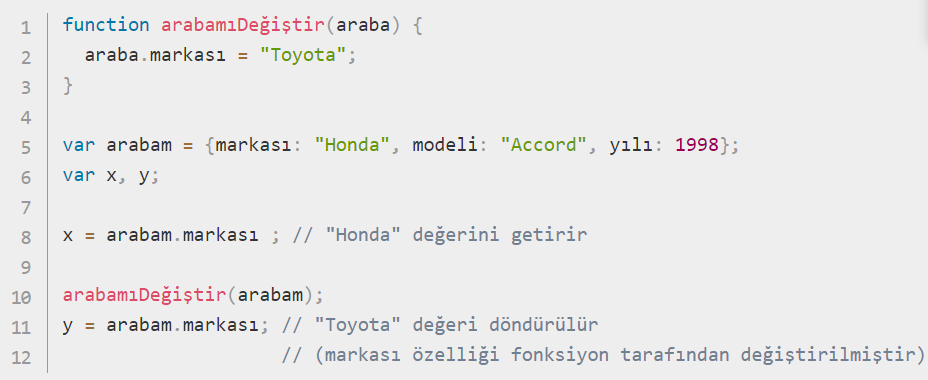 1 function arabamıDeğiştir(araba) {
2   araba.markası = "Toyota";
3 }
4
5 var arabam = {markası: "Honda", modeli: "Accord", yılı: 1998};
6 var x, y;
7
8 x = arabam.markası ; // "Honda" değerini getirir
9
10 arabamıDeğiştir(arabam);
11 y = arabam.markası; // "Toyota" değeri döndürülür
12                     // (markası özelliği fonksiyon tarafından değiştirilmiştir)